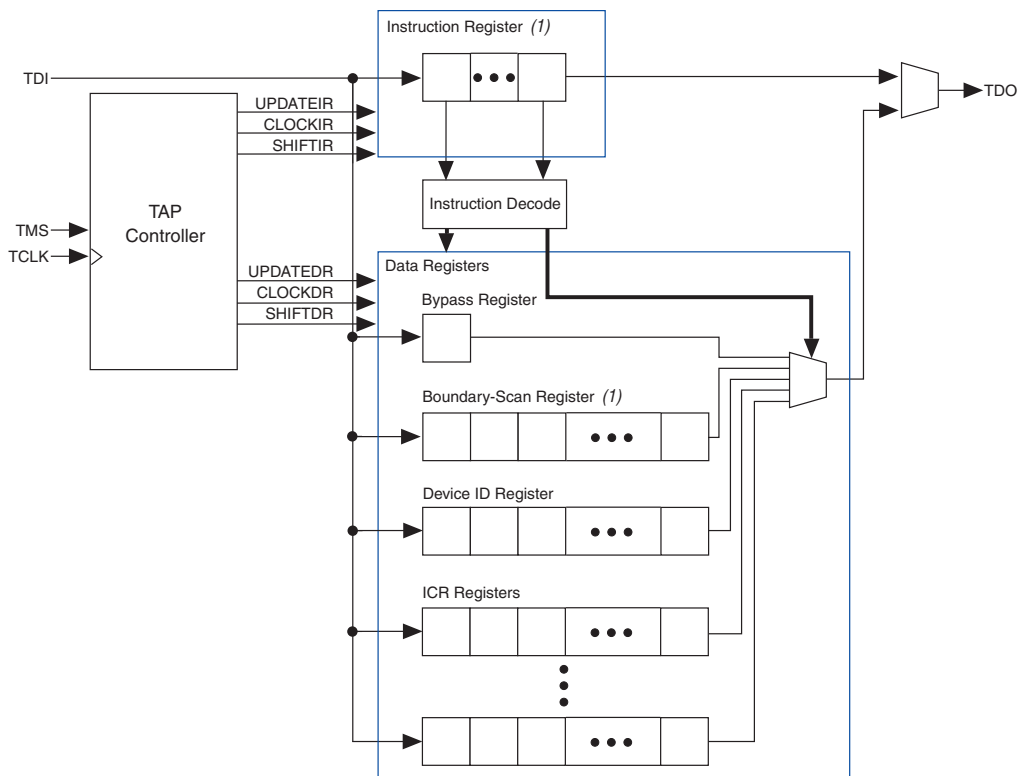 Instruction Register (1)
TDI
TDO
UPDATEIR
CLOCKIR
SHIFTIR
TAP
Controller
TMS
TCLK
Instruction Decode
UPDATEDR
CLOCKDR
SHIFTDR
Data Registers
Bypass Register
Boundary-Scan Register (1)
Device ID Register
ICR Registers